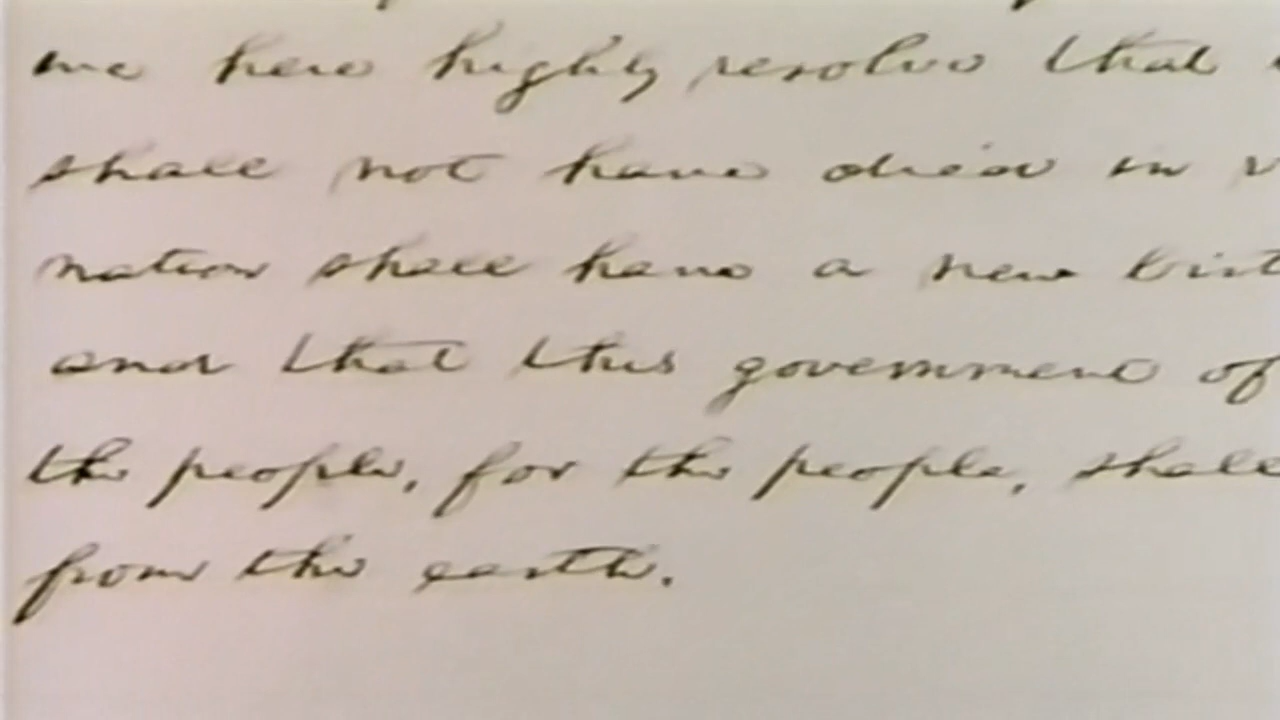 we here highly resolve that
shall not have died in v
nation shall have a new birt
and that this government of
the people, for the people, shall
from the earth.